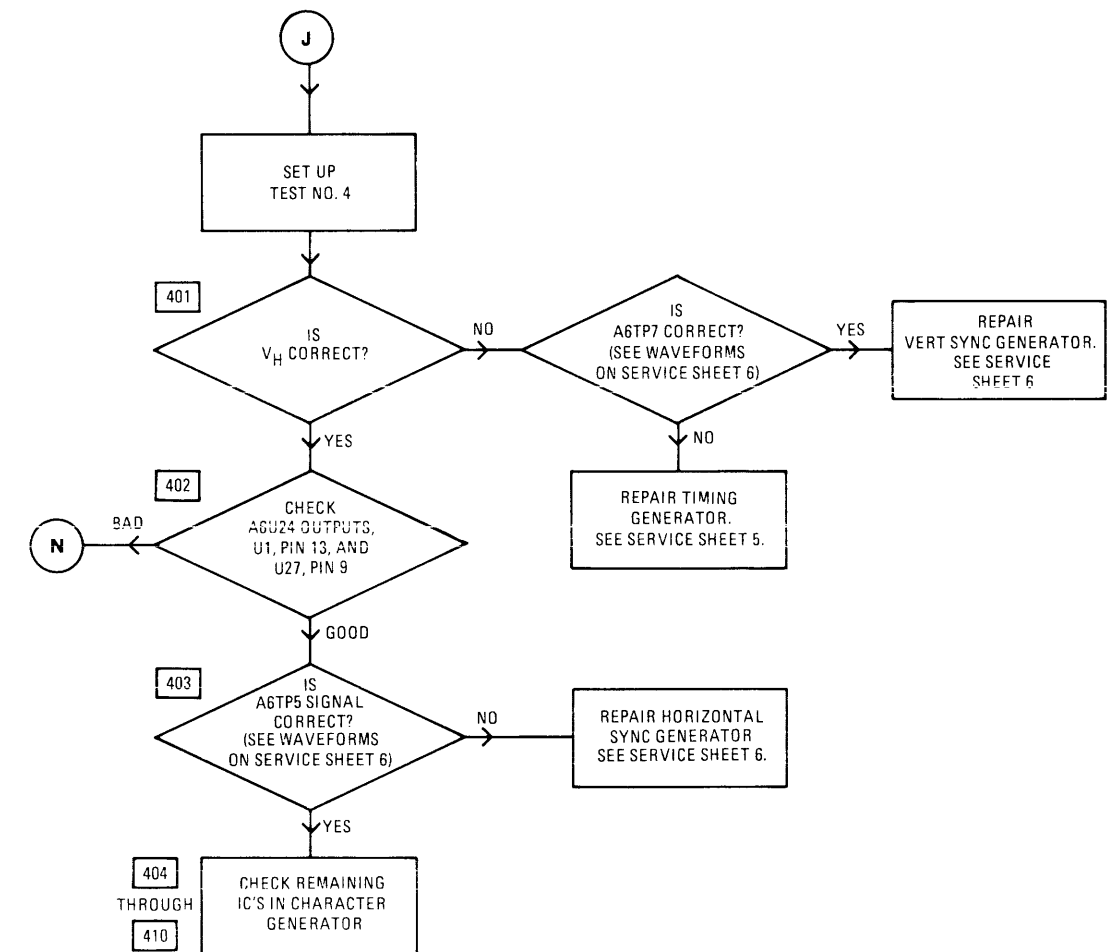 J
SET UP
TEST NO. 4
401
IS
VH CORRECT?
NO
IS
A6TP7 CORRECT?
(SEE WAVEFORMS
ON SERVICE SHEET 6)
YES
REPAIR
VERT SYNC GENERATOR.
SEE SERVICE
SHEET 6
YES
NO
REPAIR TIMING
GENERATOR.
SEE SERVICE SHEET 5.
402
CHECK
A6U24 OUTPUTS,
U1, PIN 13, AND
U27, PIN 9
BAD
N
GOOD
403
IS
A6TP5 SIGNAL
CORRECT?
(SEE WAVEFORMS
ON SERVICE SHEET 6)
NO
REPAIR HORIZONTAL
SYNC GENERATOR
SEE SERVICE SHEET 6.
YES
404
THROUGH
410
CHECK REMAINING
IC'S IN CHARACTER
GENERATOR